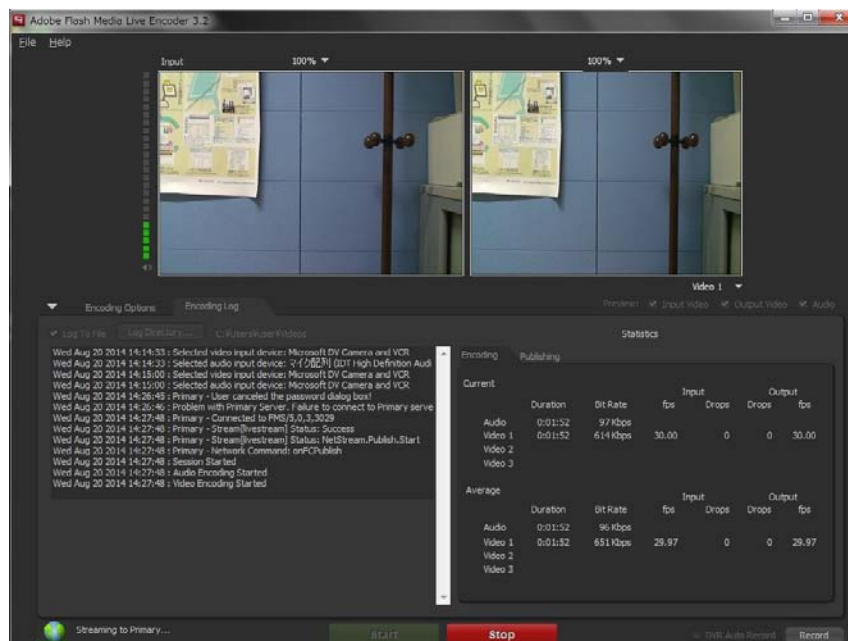 Adobe Flash Media Live Encoder 3.2
File Help
Input 100% 100%
Video 1
Encoding Options Encoding Log
Preview: Input Video Output Video Audio
Log To File Log Directory... C:\Users\user\Videos
Statistics
Wed Aug 20 2014 14:14:33 : Selected video input device: Microsoft DV Camera and VCR
Wed Aug 20 2014 14:14:33 : Selected audio input device: マイク配列 (IDT High Definition Audi
Wed Aug 20 2014 14:15:00 : Selected video input device: Microsoft DV Camera and VCR
Wed Aug 20 2014 14:15:00 : Selected audio input device: Microsoft DV Camera and VCR
Wed Aug 20 2014 14:26:45 : Primary - User canceled the password dialog box!
Wed Aug 20 2014 14:26:46 : Problem with Primary Server. Failure to connect to Primary serve
Wed Aug 20 2014 14:27:48 : Primary - Connected to FMS/5,0,3,3029
Wed Aug 20 2014 14:27:48 : Primary - Stream[livestream] Status: Success
Wed Aug 20 2014 14:27:48 : Primary - Stream[livestream] Status: NetStream.Publish.Start
Wed Aug 20 2014 14:27:48 : Primary - Network Command: onFCPublish
Wed Aug 20 2014 14:27:48 : Session Started
Wed Aug 20 2014 14:27:48 : Audio Encoding Started
Wed Aug 20 2014 14:27:48 : Video Encoding Started
Encoding Publishing
Current
Input Output
Duration Bit Rate fps Drops Drops fps
Audio 0:01:52 97 Kbps
Video 1 0:01:52 614 Kbps 30.00 0 0 30.00
Video 2
Video 3
Average
Input Output
Duration Bit Rate fps Drops Drops fps
Audio 0:01:52 96 Kbps
Video 1 0:01:52 651 Kbps 29.97 0 0 29.97
Video 2
Video 3
Streaming to Primary... Start Stop DVR Auto Record Record